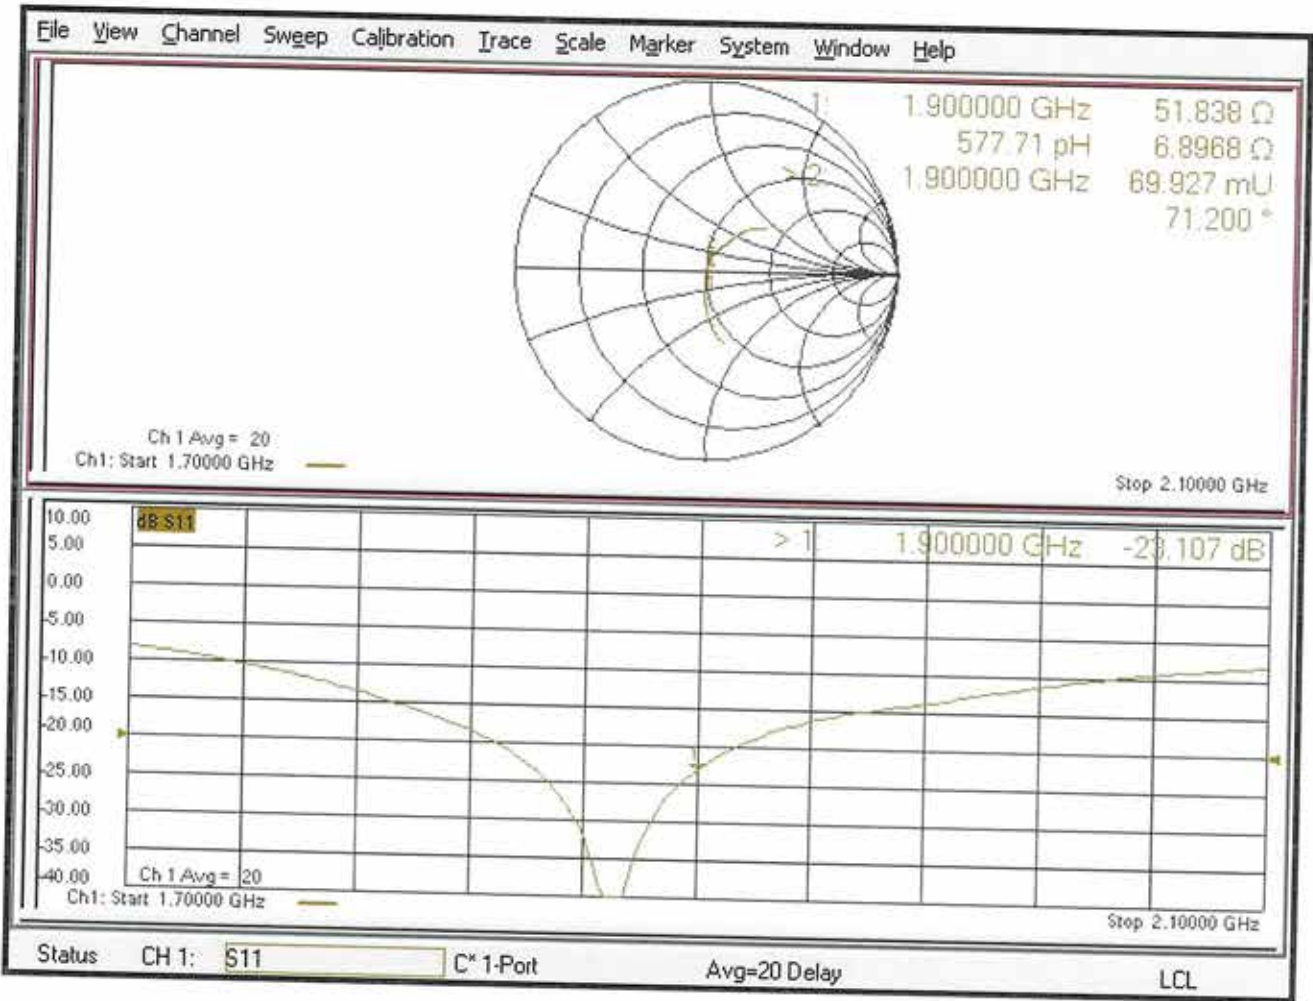 File View Channel Sweep Calibration Trace Scale Marker System Window Help
1: 1.900000 GHz 51.838 Ω
577.71 pH 6.8968 Ω
> 2 1.900000 GHz 69.927 mU
71.200 °
Ch 1 Avg = 20
Ch1: Start 1.70000 GHz
Stop 2.10000 GHz
10.00
dB S11
> 1: 1.900000 GHz -23.107 dB
5.00
0.00
-5.00
-10.00
-15.00
-20.00
-25.00
-30.00
-35.00
-40.00
1
Ch 1 Avg = 20
Ch1: Start 1.70000 GHz
Stop 2.10000 GHz
Status CH 1: S11 C* 1-Port Avg=20 Delay LCL